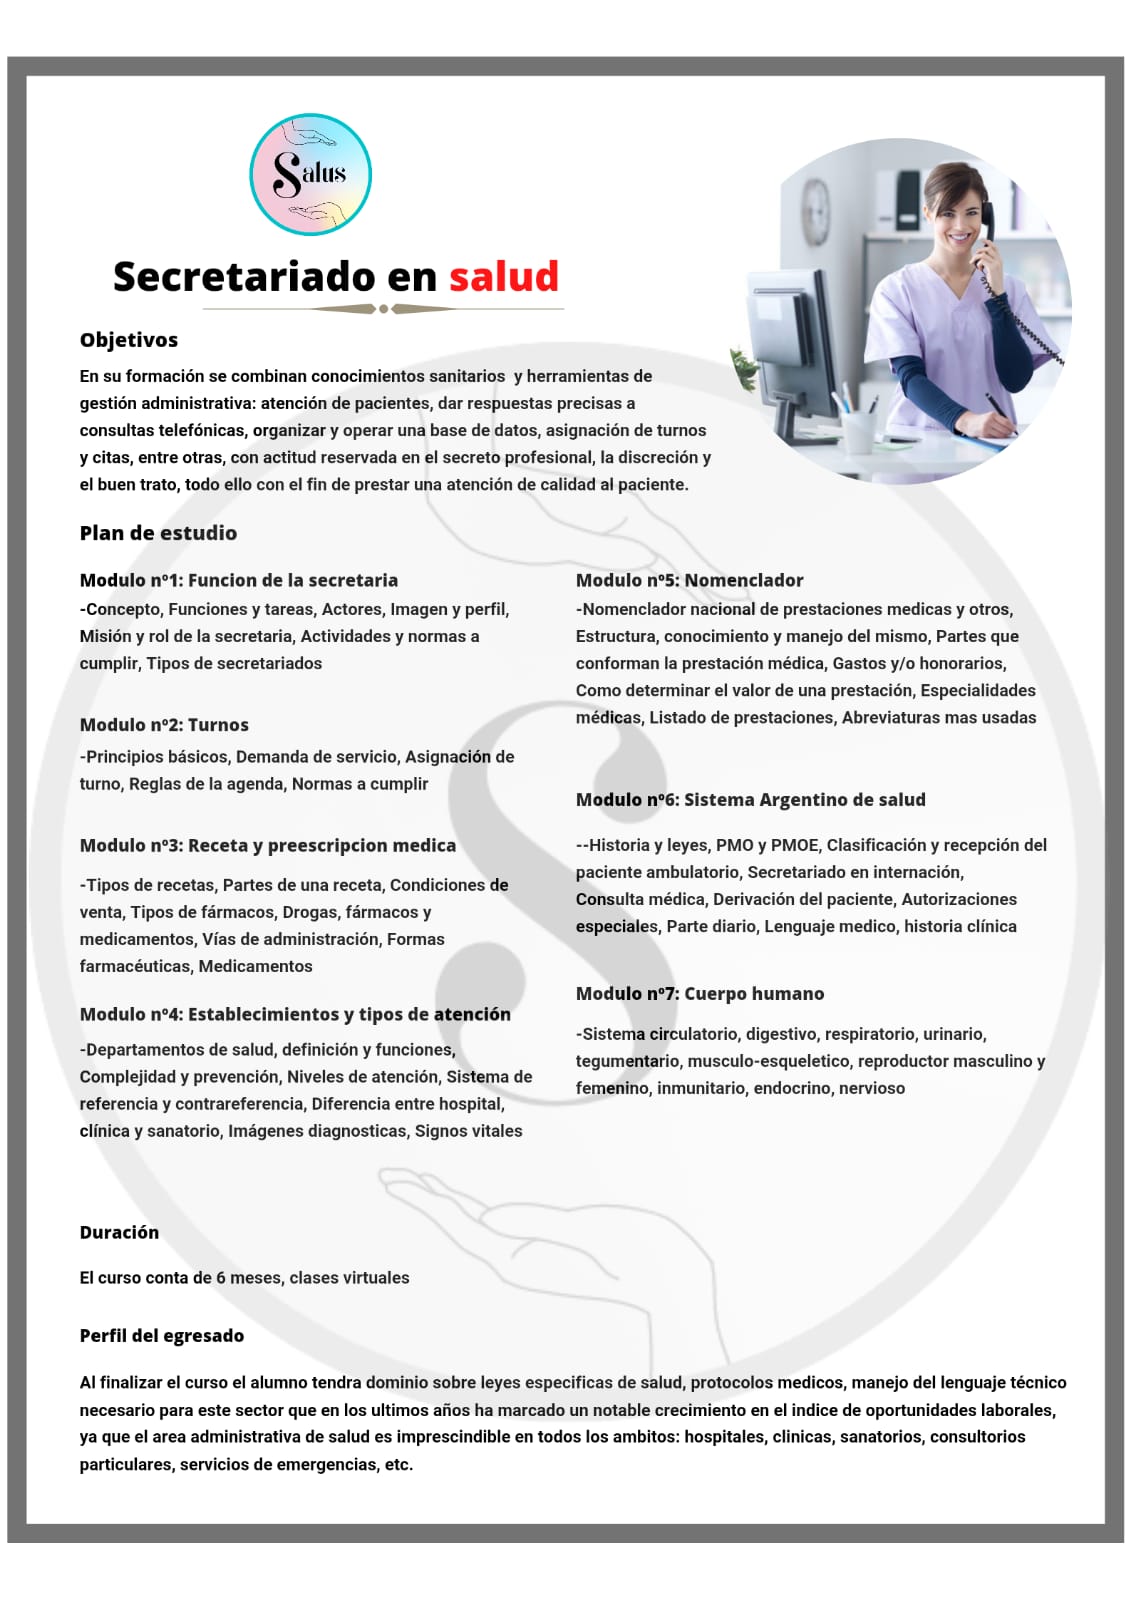 Salus
Secretariado en salud
Objetivos
En su formación se combinan conocimientos sanitarios  y herramientas de
gestión administrativa: atención de pacientes, dar respuestas precisas a
consultas telefónicas, organizar y operar una base de datos, asignación de turnos
y citas, entre otras, con actitud reservada en el secreto profesional, la discreción y
el buen trato, todo ello con el fin de prestar una atención de calidad al paciente.
Plan de estudio
Modulo nº1: Funcion de la secretaria
-Concepto, Funciones y tareas, Actores, Imagen y perfil,
Misión y rol de la secretaria, Actividades y normas a
cumplir, Tipos de secretariados
Modulo nº2: Turnos
-Principios básicos, Demanda de servicio, Asignación de
turno, Reglas de la agenda, Normas a cumplir
Modulo nº3: Receta y preescripcion medica
-Tipos de recetas, Partes de una receta, Condiciones de
venta, Tipos de fármacos, Drogas, fármacos y
medicamentos, Vías de administración, Formas
farmacéuticas, Medicamentos
Modulo nº4: Establecimientos y tipos de atención
-Departamentos de salud, definición y funciones,
Complejidad y prevención, Niveles de atención, Sistema de
referencia y contrareferencia, Diferencia entre hospital,
clínica y sanatorio, Imágenes diagnosticas, Signos vitales
Modulo nº5: Nomenclador
-Nomenclador nacional de prestaciones medicas y otros,
Estructura, conocimiento y manejo del mismo, Partes que
conforman la prestación médica, Gastos y/o honorarios,
Como determinar el valor de una prestación, Especialidades
médicas, Listado de prestaciones, Abreviaturas mas usadas
Modulo nº6: Sistema Argentino de salud
--Historia y leyes, PMO y PMOE, Clasificación y recepción del
paciente ambulatorio, Secretariado en internación,
Consulta médica, Derivación del paciente, Autorizaciones
especiales, Parte diario, Lenguaje medico, historia clínica
Modulo nº7: Cuerpo humano
-Sistema circulatorio, digestivo, respiratorio, urinario,
tegumentario, musculo-esqueletico, reproductor masculino y
femenino, inmunitario, endocrino, nervioso
Duración
El curso conta de 6 meses, clases virtuales
Perfil del egresado
Al finalizar el curso el alumno tendra dominio sobre leyes especificas de salud, protocolos medicos, manejo del lenguaje técnico
necesario para este sector que en los ultimos años ha marcado un notable crecimiento en el indice de oportunidades laborales,
ya que el area administrativa de salud es imprescindible en todos los ambitos: hospitales, clinicas, sanatorios, consultorios
particulares, servicios de emergencias, etc.